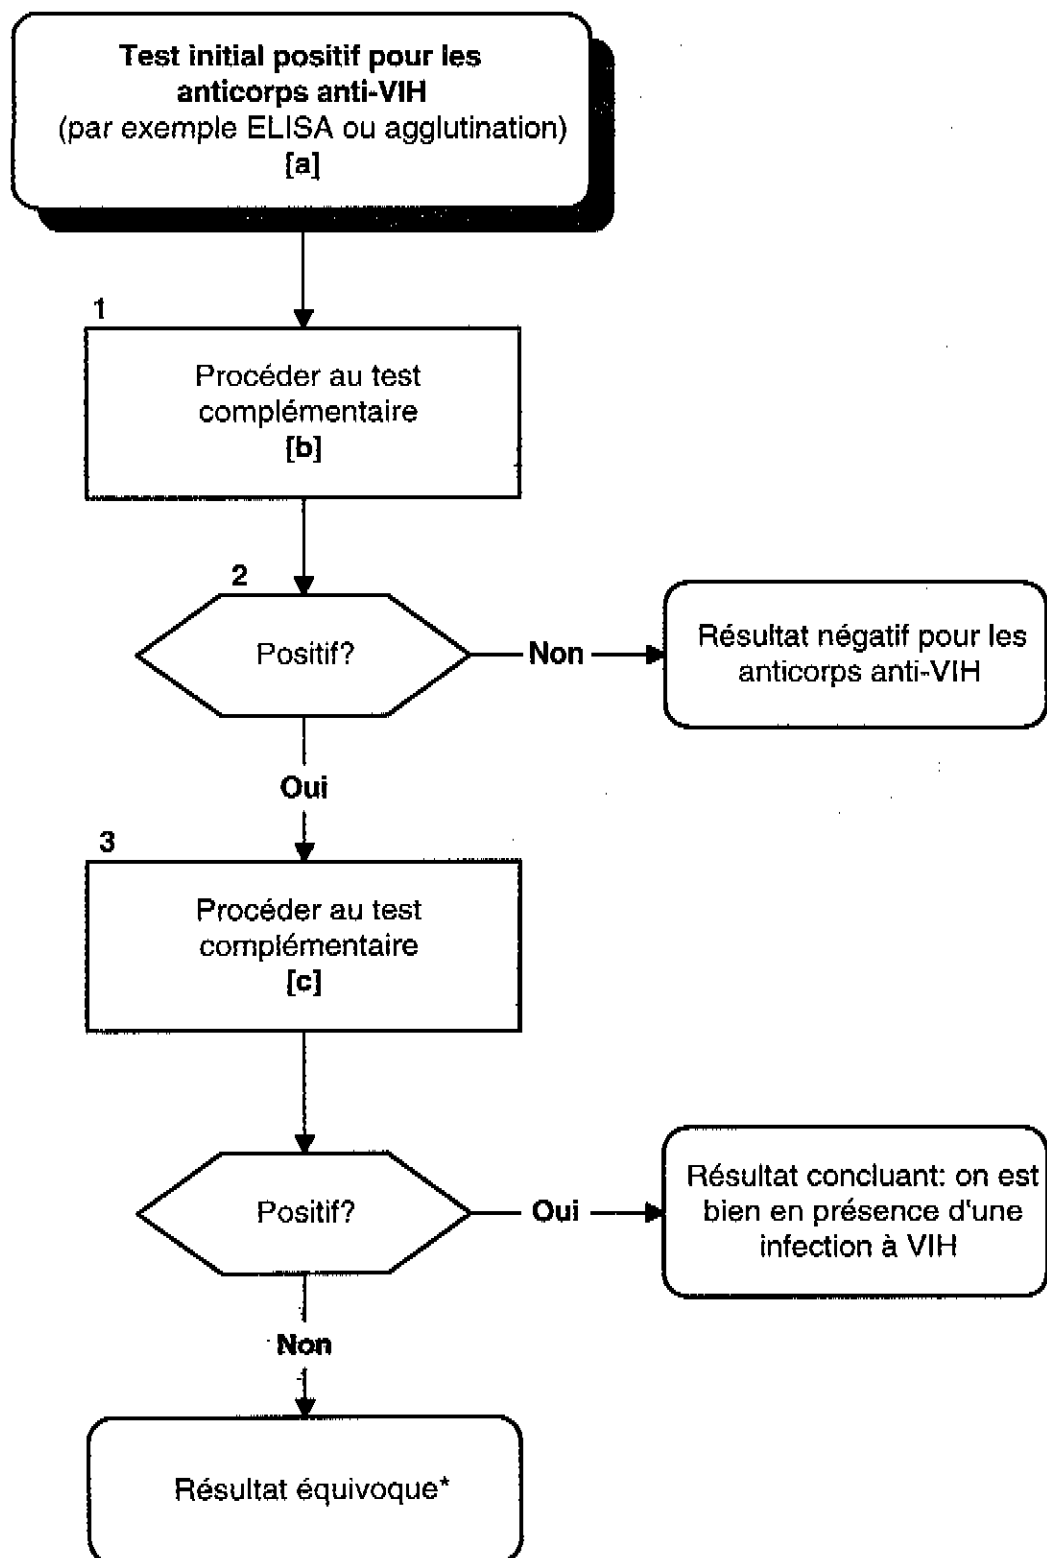 Test initial positif pour les
anticorps anti-VIH
(par exemple ELISA ou agglutination)
[a]
1
Procéder au test
complémentaire
[b]
2
Positif?
Non
Résultat négatif pour les
anticorps anti-VIH
Oui
3
Procéder au test
complémentaire
[c]
Positif?
Oui
Résultat concluant: on est
bien en présence d'une
infection à VIH
Non
Résultat équivoque*